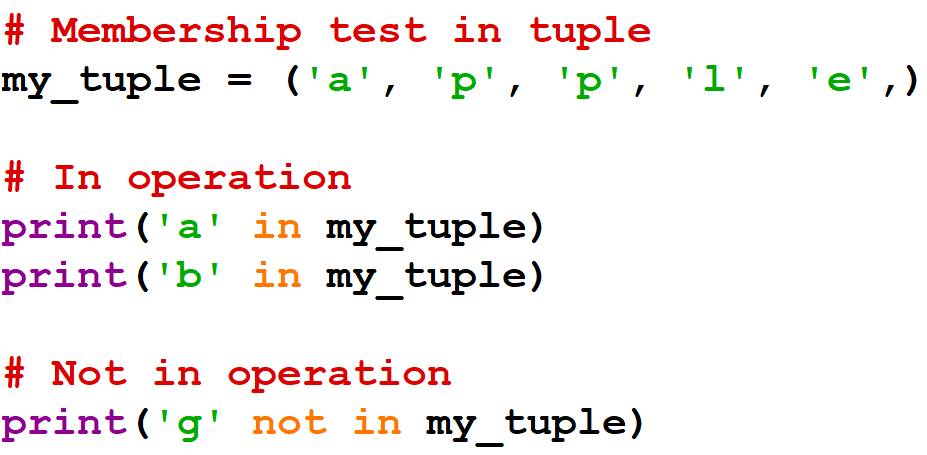 # Membership test in tuple
my_tuple = ('a', 'p', 'p', 'l', 'e',)
# In operation
print('a' in my_tuple)
print('b' in my_tuple)
# Not in operation
print('g' not in my_tuple)